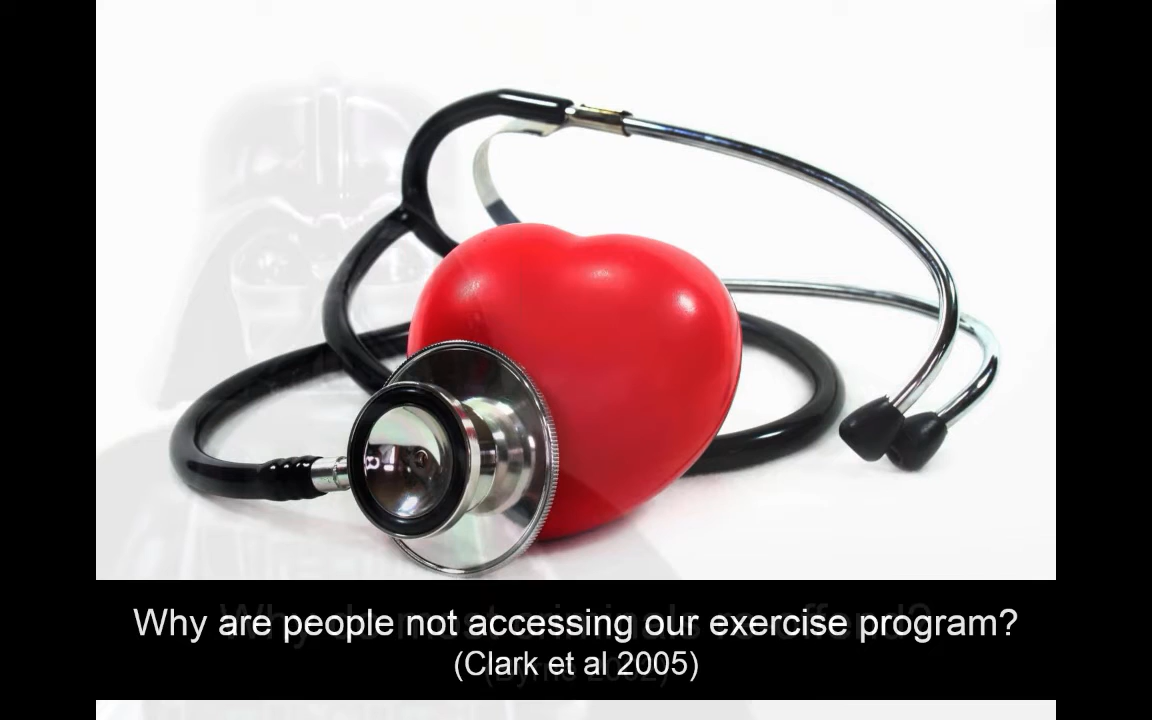 Why are people not accessing our exercise program?
(Clark et al 2005)